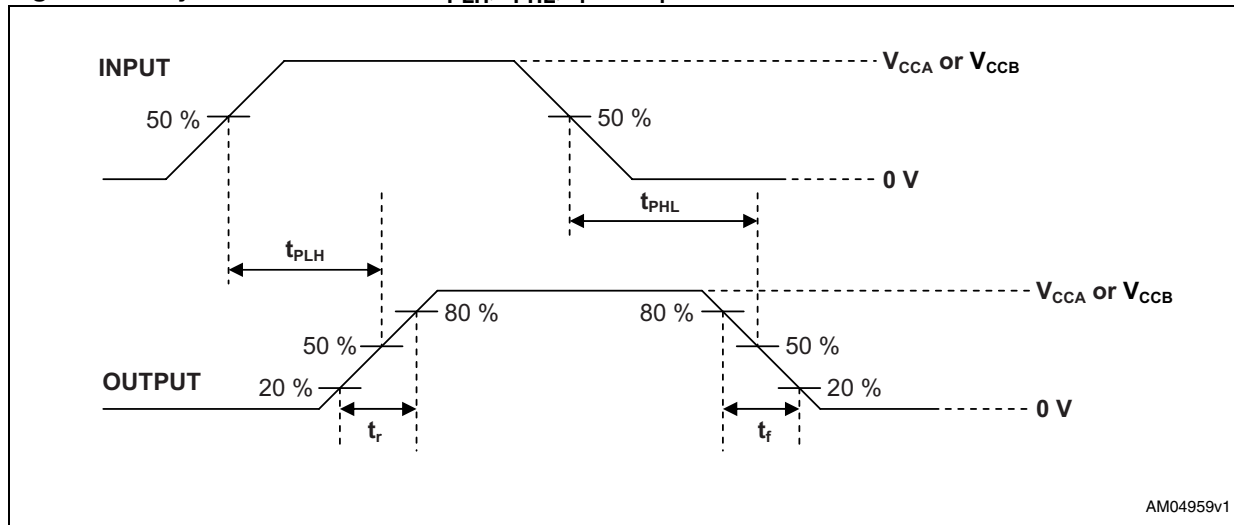 INPUT
V_CCA or V_CCB
50 %
50 %
0 V
t_PHL
t_PLH
V_CCA or V_CCB
80 %
80 %
50 %
50 %
OUTPUT
20 %
20 %
0 V
t_r
t_f
AM04959v1